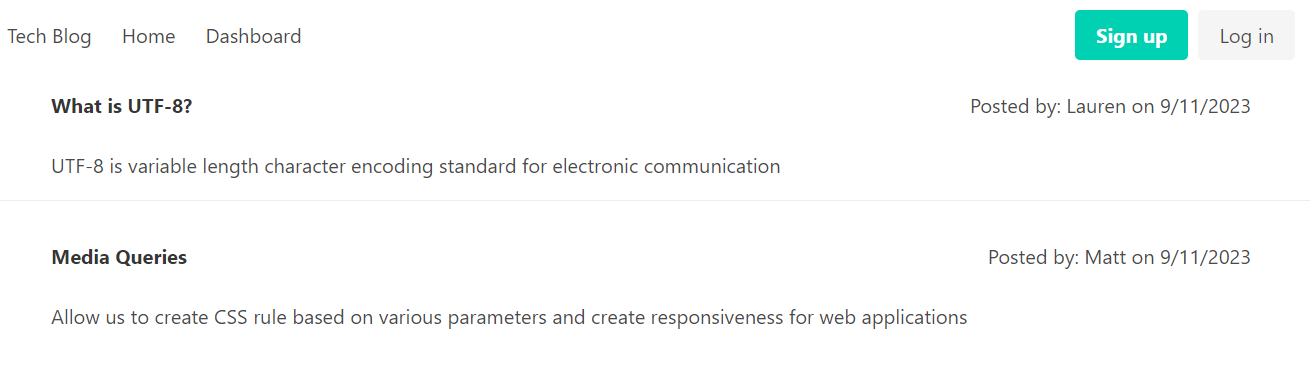 Tech Blog Home Dashboard Sign up Log in
What is UTF-8? Posted by: Lauren on 9/11/2023
UTF-8 is variable length character encoding standard for electronic communication
Media Queries Posted by: Matt on 9/11/2023
Allow us to create CSS rule based on various parameters and create responsiveness for web applications